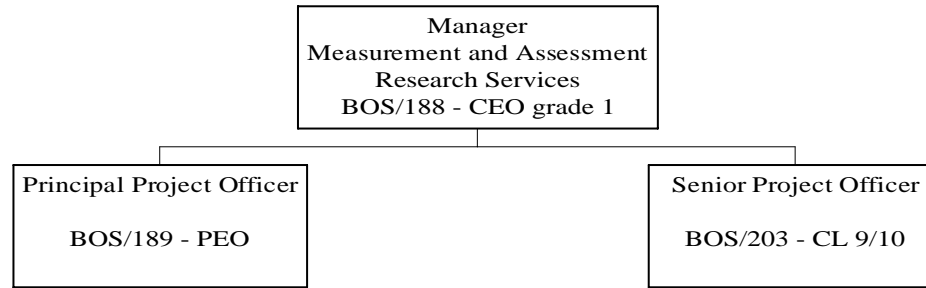 Manager
Measurement and Assessment
Research Services
BOS/188 - CEO grade 1
Principal Project Officer
BOS/189 - PEO
Senior Project Officer
BOS/203 - CL 9/10